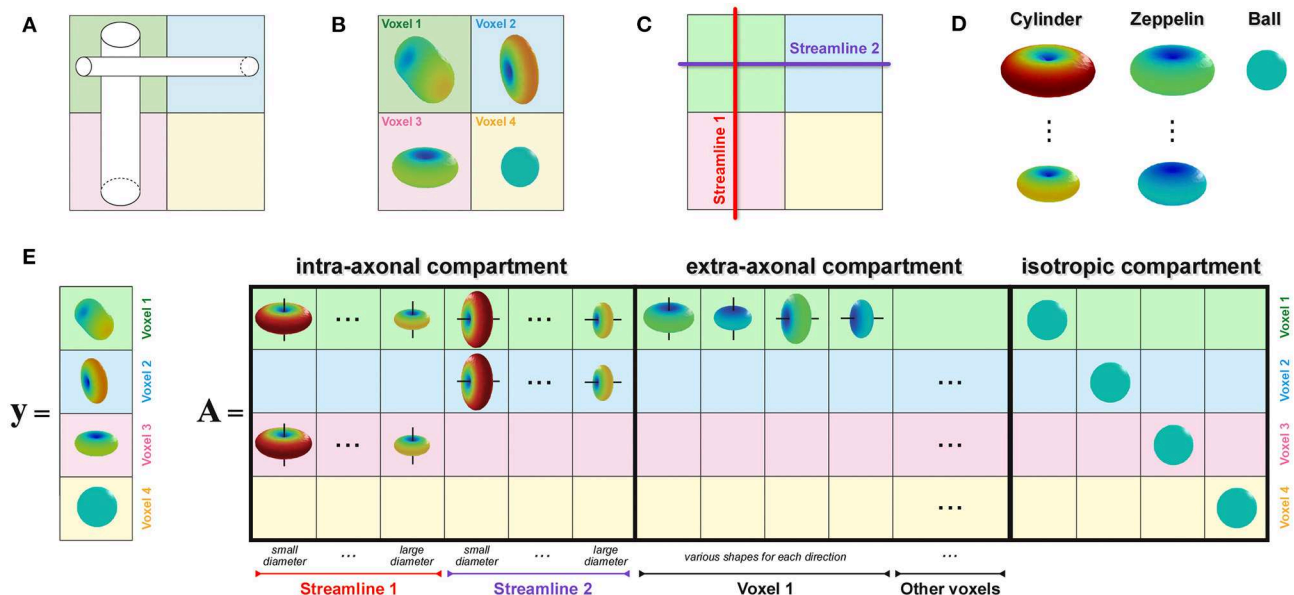 A
B
Voxel 1
Voxel 2
Voxel 3
Voxel 4
C
Streamline 2
Streamline 1
D
Cylinder
Zeppelin
Ball
⋮
⋮
E
intra-axonal compartment
extra-axonal compartment
isotropic compartment
y =
Voxel 1
Voxel 2
Voxel 3
Voxel 4
A =
... ...
... ...
... ...
...
Voxel 1
Voxel 2
Voxel 3
Voxel 4
small diameter
...
large diameter
small diameter
...
large diameter
various shapes for each direction
...
Streamline 1
Streamline 2
Voxel 1
Other voxels